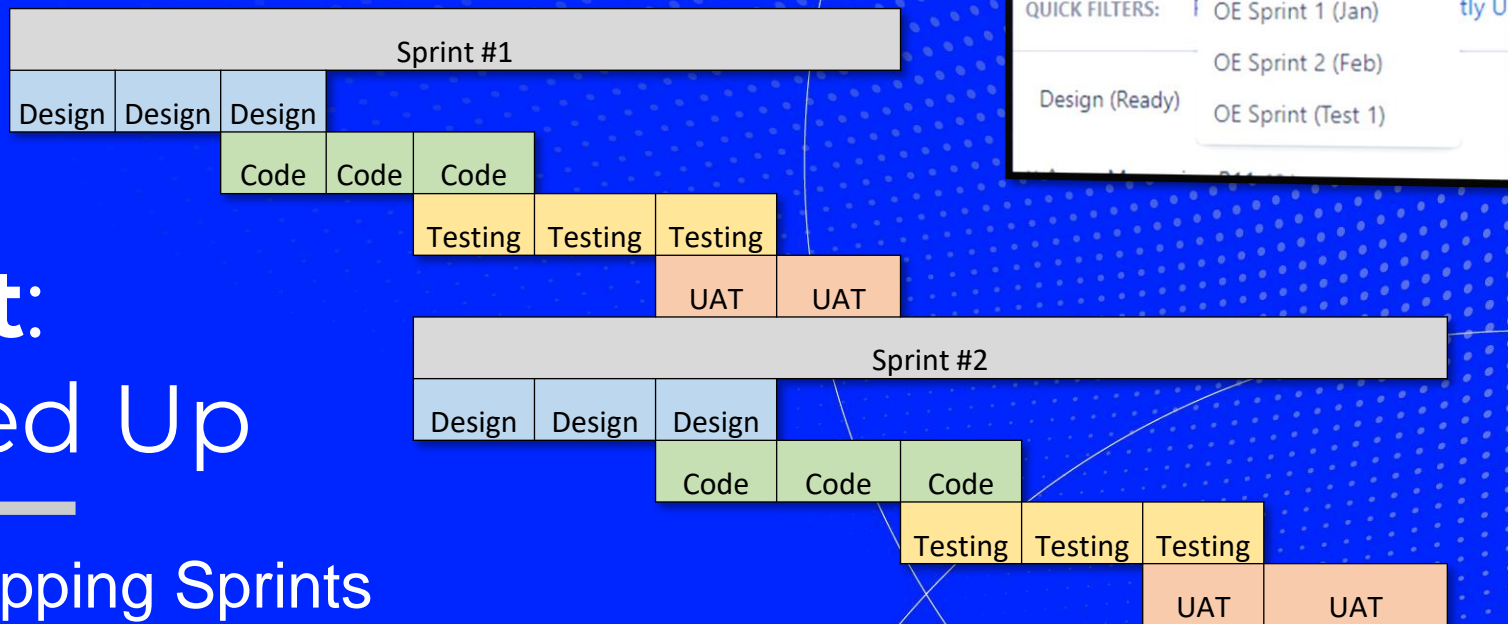 Sprint #1
Design Design Design
Code Code Code
Testing Testing Testing
UAT UAT
Sprint #2
Design Design Design
Code Code Code
Testing Testing Testing
UAT UAT
t:
ed Up
pping Sprints
QUICK FILTERS: OE Sprint 1 (Jan) tly U
OE Sprint 2 (Feb)
Design (Ready)
OE Sprint (Test 1)